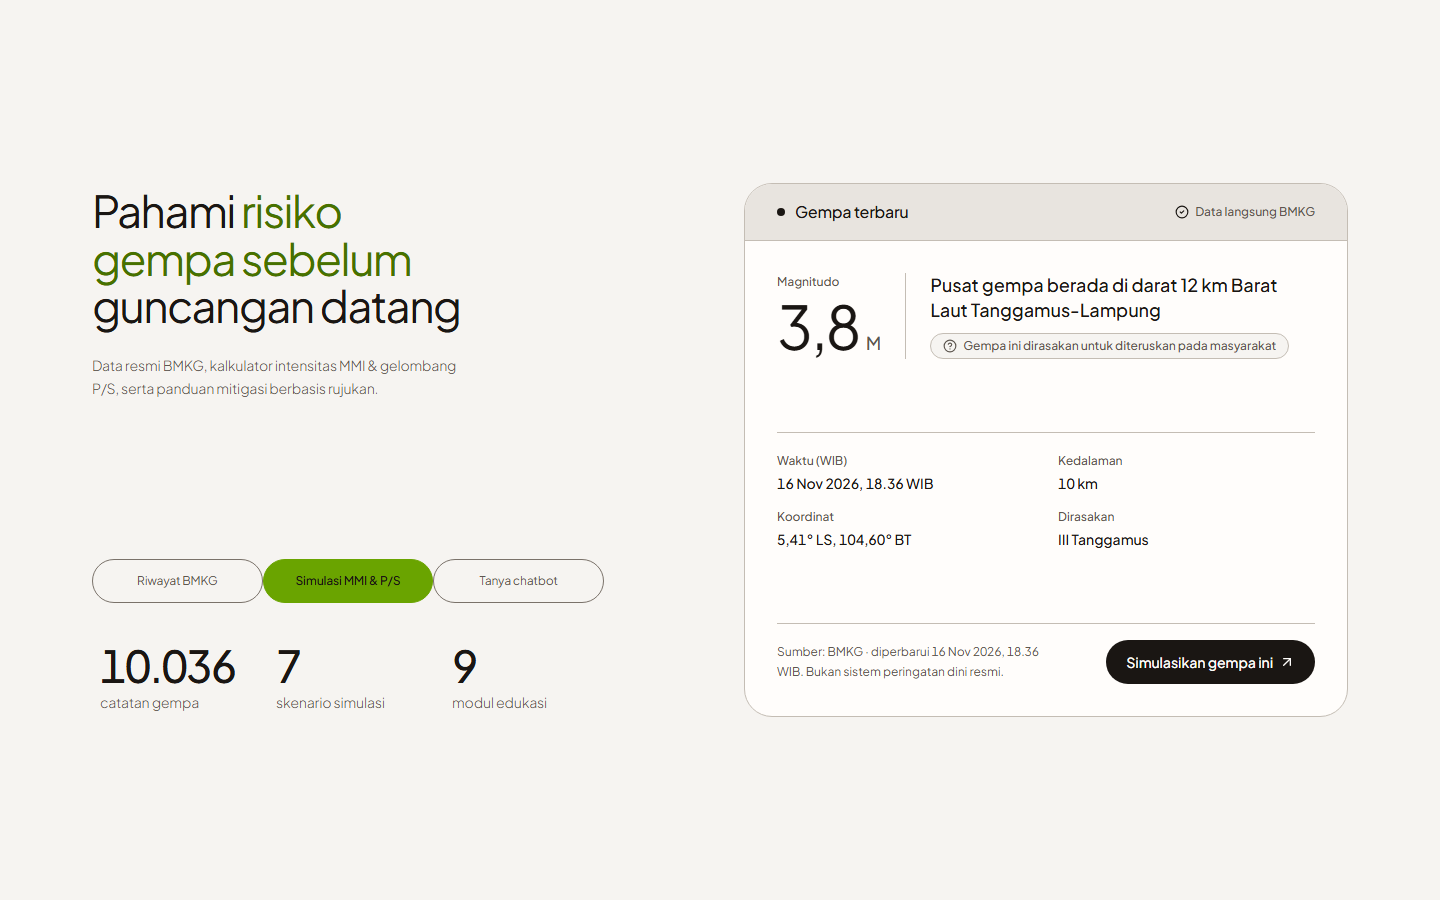 Pahami risiko
gempa sebelum
guncangan datang
Data resmi BMKG, kalkulator intensitas MMI & gelombang
P/S, serta panduan mitigasi berbasis rujukan.
Riwayat BMKG
Simulasi MMI & P/S
Tanya chatbot
10.036
catatan gempa
7
skenario simulasi
9
modul edukasi
Gempa terbaru
Data langsung BMKG
Magnitudo
3,8 M
Pusat gempa berada di darat 12 km Barat
Laut Tanggamus-Lampung
Gempa ini dirasakan untuk diteruskan pada masyarakat
Waktu (WIB)
16 Nov 2026, 18.36 WIB
Kedalaman
10 km
Koordinat
5,41° LS, 104,60° BT
Dirasakan
III Tanggamus
Sumber: BMKG · diperbarui 16 Nov 2026, 18.36
WIB. Bukan sistem peringatan dini resmi.
Simulasikan gempa ini